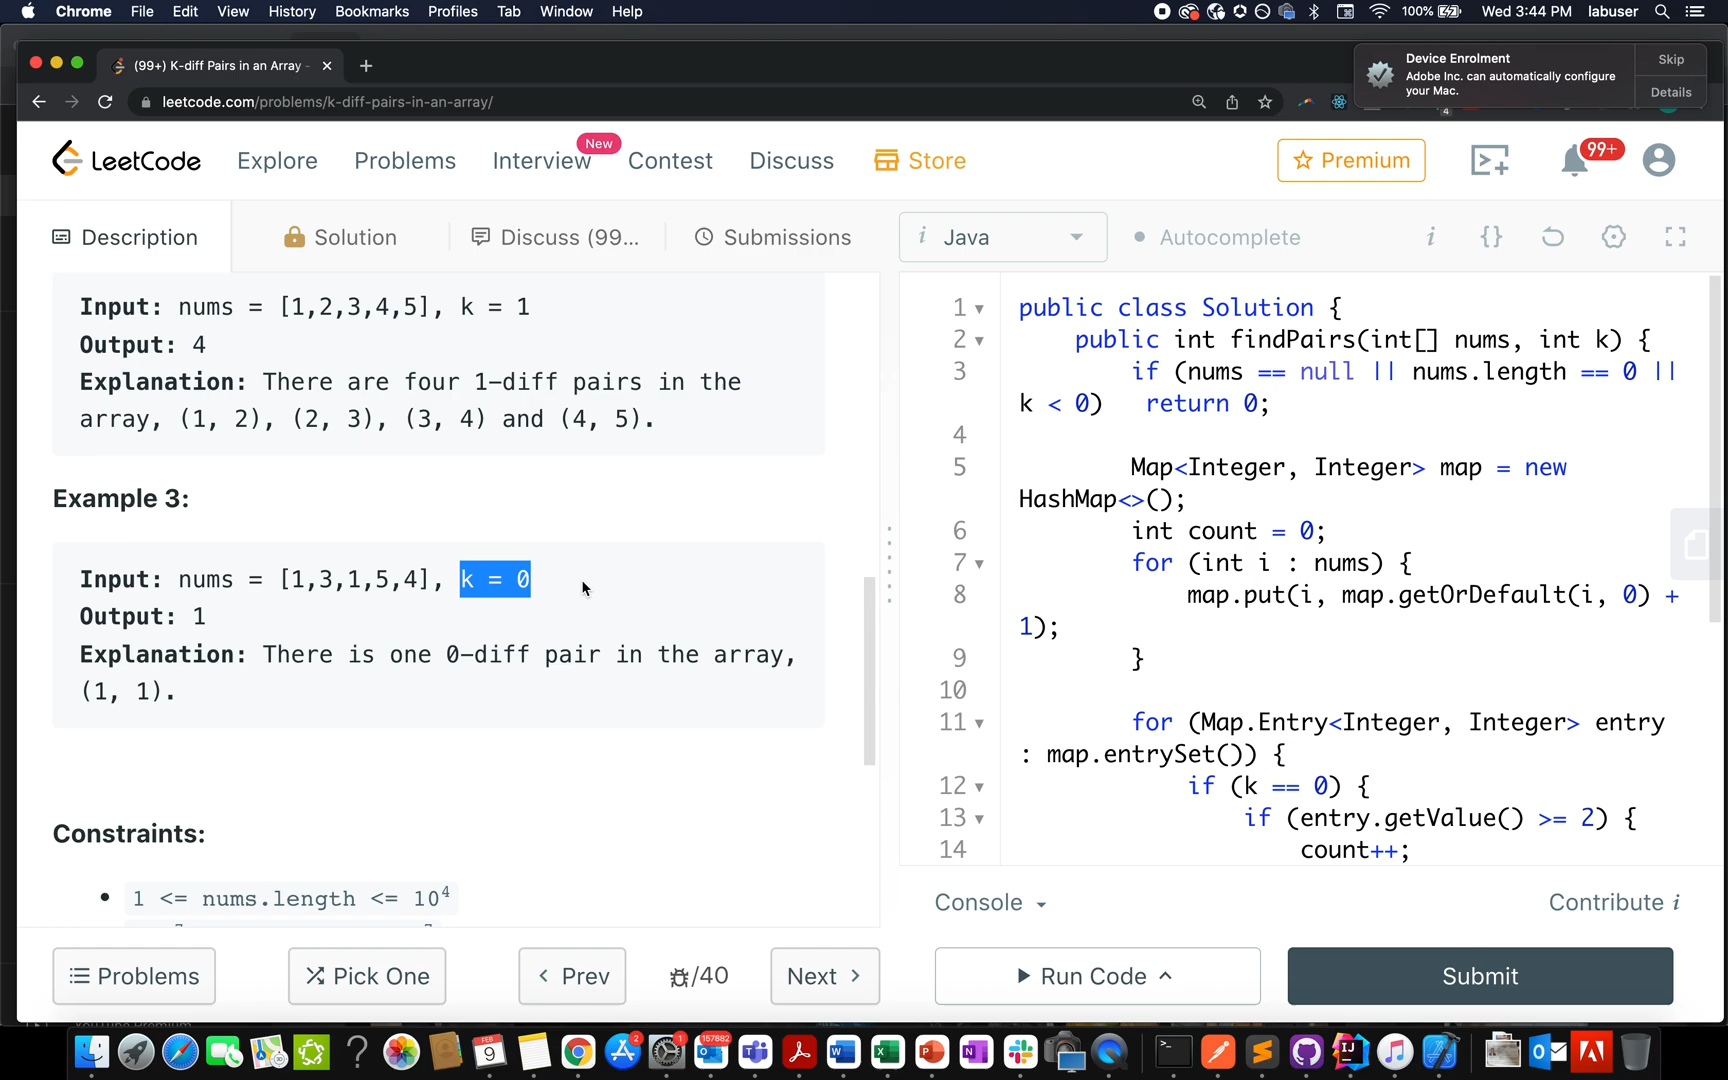 Chrome File Edit View History Bookmarks Profiles Tab Window Help 100% Wed 3:44 PM labuser
(99+) K-diff Pairs in an Array -
Device Enrolment
Adobe Inc. can automatically configure
your Mac.
Skip
Details
leetcode.com/problems/k-diff-pairs-in-an-array/
4
LeetCode Explore Problems Interview New Contest Discuss Store Premium 99+
Description Solution Discuss (99... Submissions
i Java Autocomplete i {}
Input: nums = [1,2,3,4,5], k = 1
Output: 4
Explanation: There are four 1-diff pairs in the
array, (1, 2), (2, 3), (3, 4) and (4, 5).
Example 3:
Input: nums = [1,3,1,5,4], k = 0
Output: 1
Explanation: There is one 0-diff pair in the array,
(1, 1).
Constraints:
1 <= nums.length <= 10^4
1 public class Solution {
2 public int findPairs(int[] nums, int k) {
3 if (nums == null || nums.length == 0 ||
k < 0) return 0;
4
5 Map<Integer, Integer> map = new
HashMap<>();
6 int count = 0;
7 for (int i : nums) {
8 map.put(i, map.getOrDefault(i, 0) +
1);
9 }
10
11 for (Map.Entry<Integer, Integer> entry
: map.entrySet()) {
12 if (k == 0) {
13 if (entry.getValue() >= 2) {
14 count++;
Console Contribute i
Problems Pick One Prev /40 Next Run Code Submit
FEB
9
2
1
157882